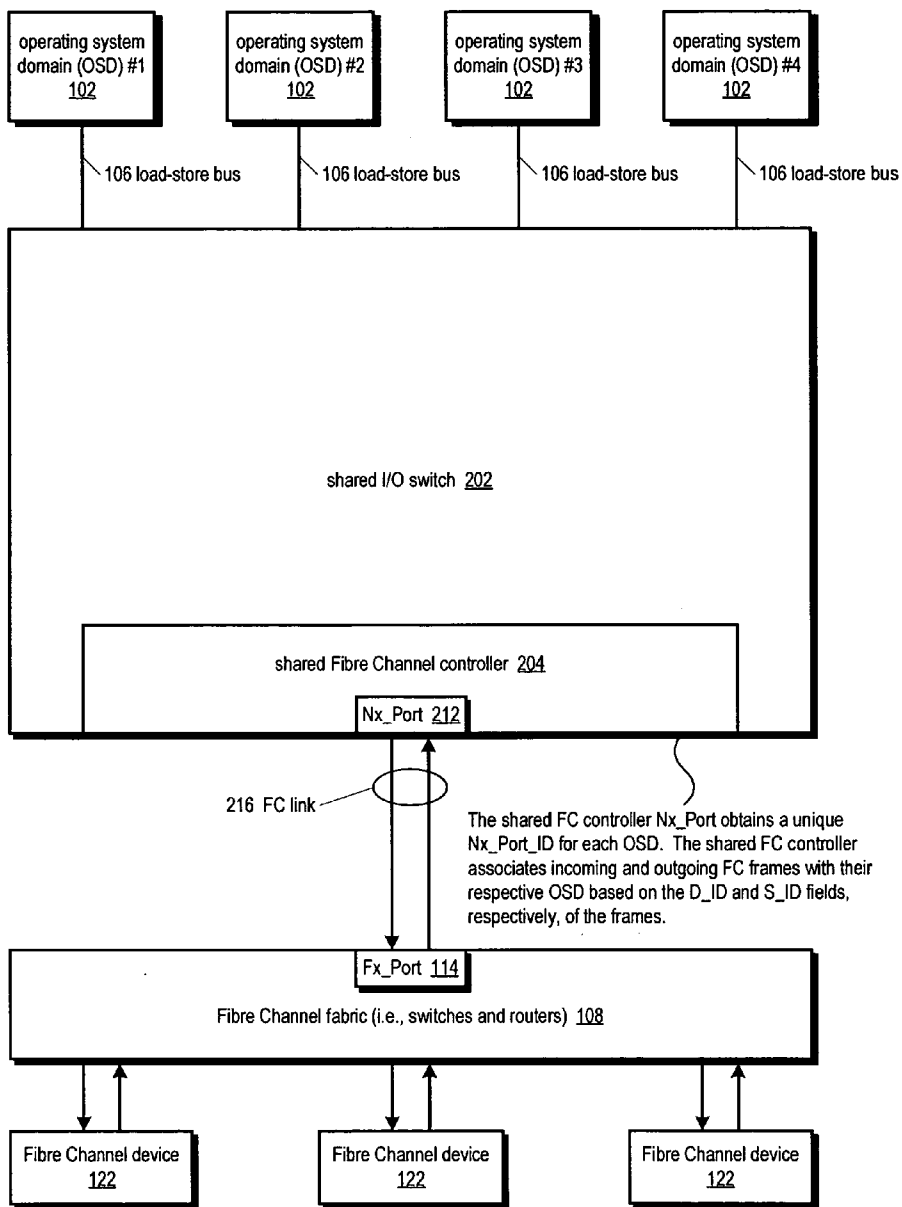 operating system
domain (OSD) #1
102
operating system
domain (OSD) #2
102
operating system
domain (OSD) #3
102
operating system
domain (OSD) #4
102
106 load-store bus
106 load-store bus
106 load-store bus
106 load-store bus
shared I/O switch 202
shared Fibre Channel controller 204
Nx_Port 212
216 FC link
The shared FC controller Nx_Port obtains a unique
Nx_Port_ID for each OSD. The shared FC controller
associates incoming and outgoing FC frames with their
respective OSD based on the D_ID and S_ID fields,
respectively, of the frames.
Fx_Port 114
Fibre Channel fabric (i.e., switches and routers) 108
Fibre Channel device
122
Fibre Channel device
122
Fibre Channel device
122